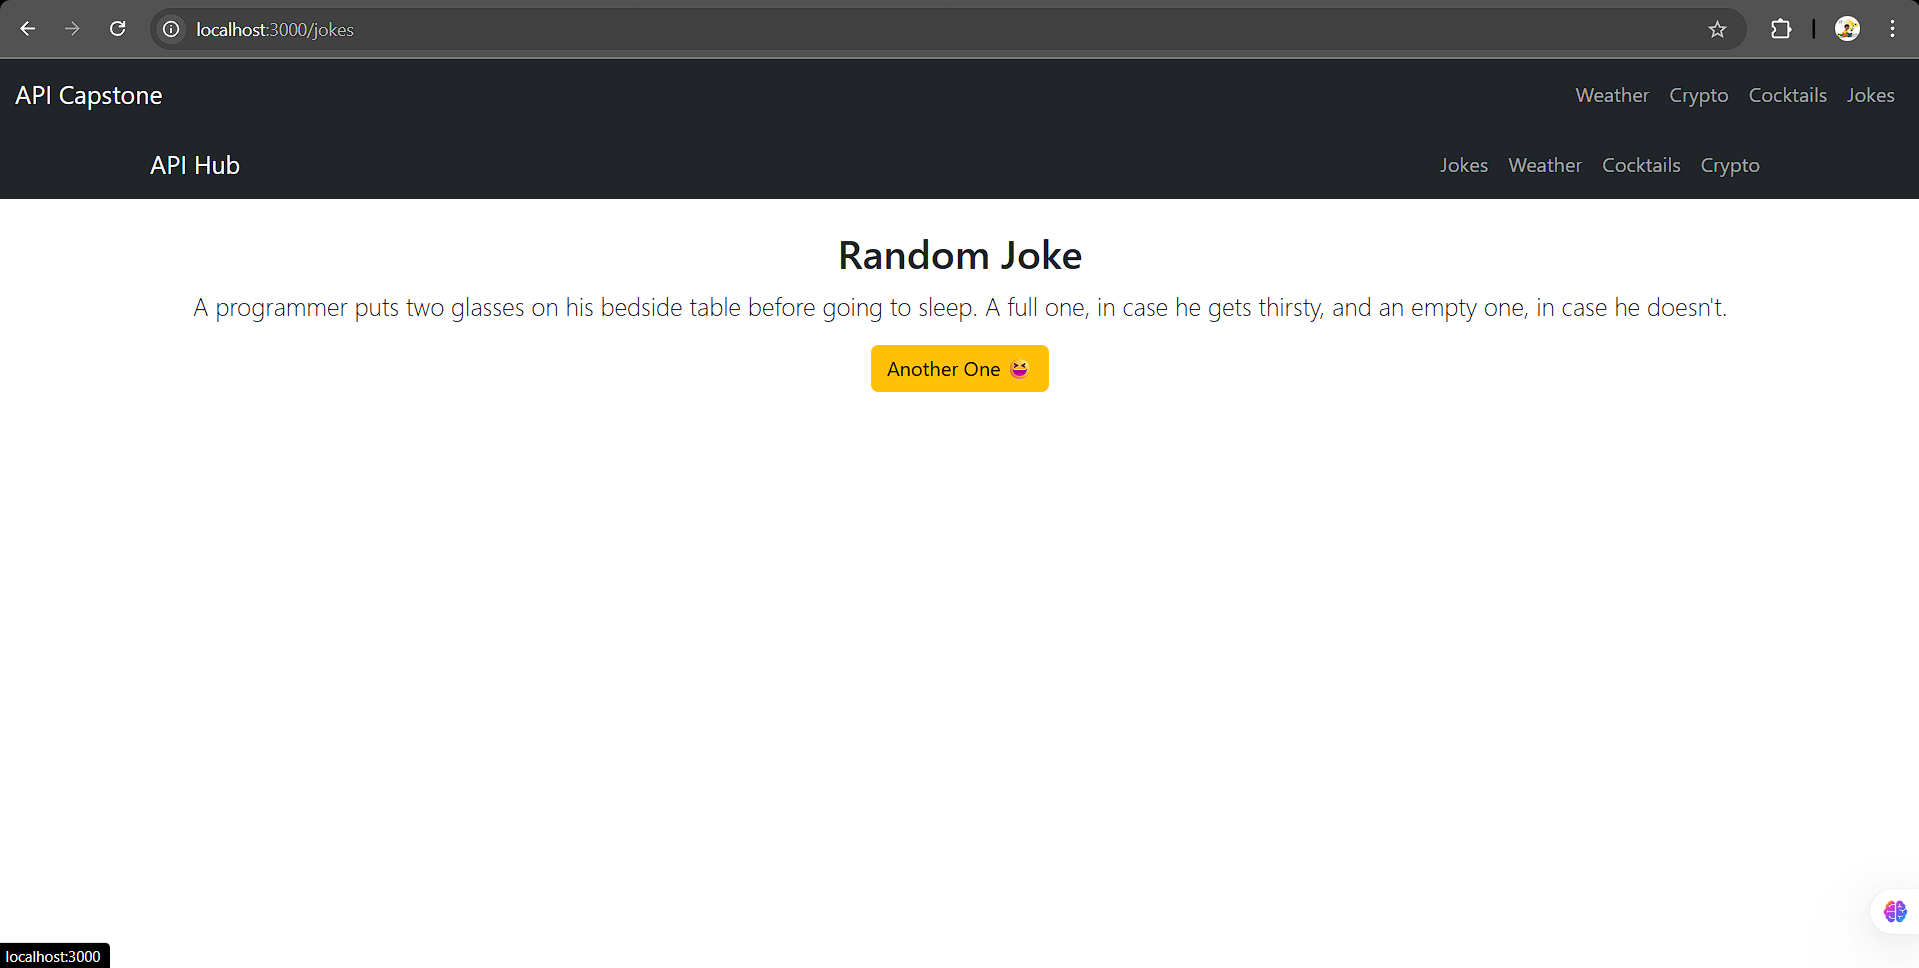 localhost:3000/jokes
API Capstone Weather Crypto Cocktails Jokes
API Hub Jokes Weather Cocktails Crypto
Random Joke
A programmer puts two glasses on his bedside table before going to sleep. A full one, in case he gets thirsty, and an empty one, in case he doesn't.
Another One 😆
localhost:3000